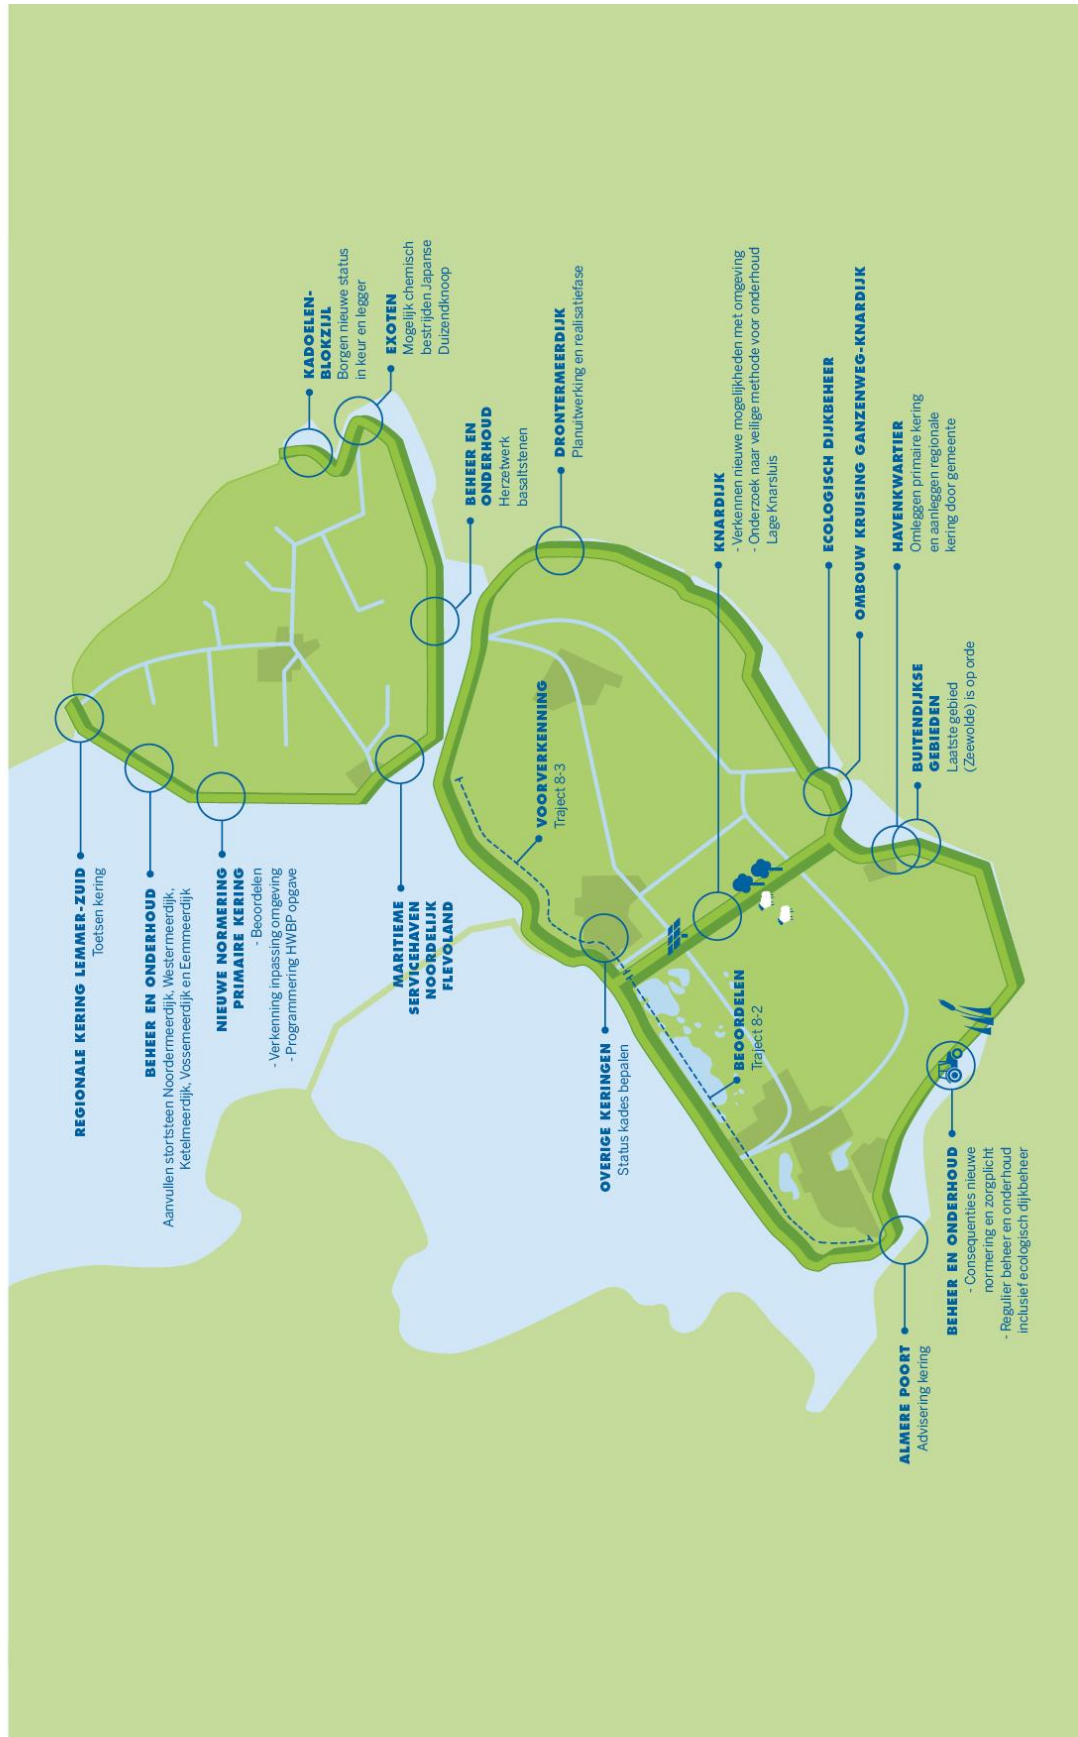 REGIONALE KERING LEMMER-ZUID
Toetsen kering
BEHEER EN ONDERHOUD
Aanvullen stortsteen Noordermeerdijk, Westermeerdijk,
Ketelmeerdijk, Vossemeerdijk en Eemmeerdijk
NIEUWE NORMERING
PRIMAIRE KERING
- Beoordelen
- Verkenning inpassing omgeving
- Programmering HWBP opgave
MARITIEME
SERVICEHAVEN
NOORDELIJK
FLEVOLAND
OVERIGE KERINGEN
Status kades bepalen
ALMERE POORT
Advisering kering
BEHEER EN ONDERHOUD
- Consequenties nieuwe
normering en zorgplicht
- Regulier beheer en onderhoud
inclusief ecologisch dijkbeheer
VOORVERKENNING
Traject 8-3
BEOORDELEN
Traject 8-2
KADOELEN-
BLOKZIJL
Borgen nieuwe status
in keur en legger
EXOTEN
Mogelijk chemisch
bestrijden Japanse
Duizendknoop
BEHEER EN
ONDERHOUD
Herzetwerk
basaltstenen
DRONTERMEERDIJK
Planuitwerking en realisatiefase
KNARDIJK
- Verkennen nieuwe mogelijkheden met omgeving
- Onderzoek naar veilige methode voor onderhoud
Lage Knarsluis
ECOLOGISCH DIJKBEHEER
OMBOUW KRUISING GANZENWEG-KNARDIJK
HAVENKWARTIER
Omleggen primaire kering
en aanleggen regionale
kering door gemeente
BUITENDIJKSE
GEBIEDEN
Laatste gebied
(Zeewolde) is op orde